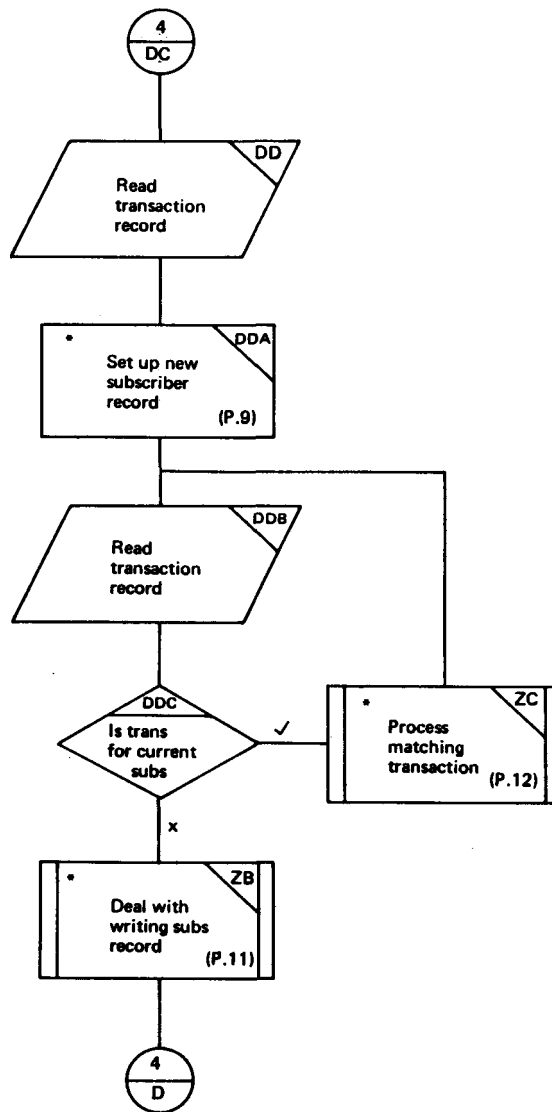 4
DC
DD
Read
transaction
record
*
DDA
Set up new
subscriber
record
(P.9)
DDB
Read
transaction
record
DDC
Is trans
for current
subs
✓
*
ZC
Process
matching
transaction
(P.12)
x
*
ZB
Deal with
writing subs
record
(P.11)
4
D